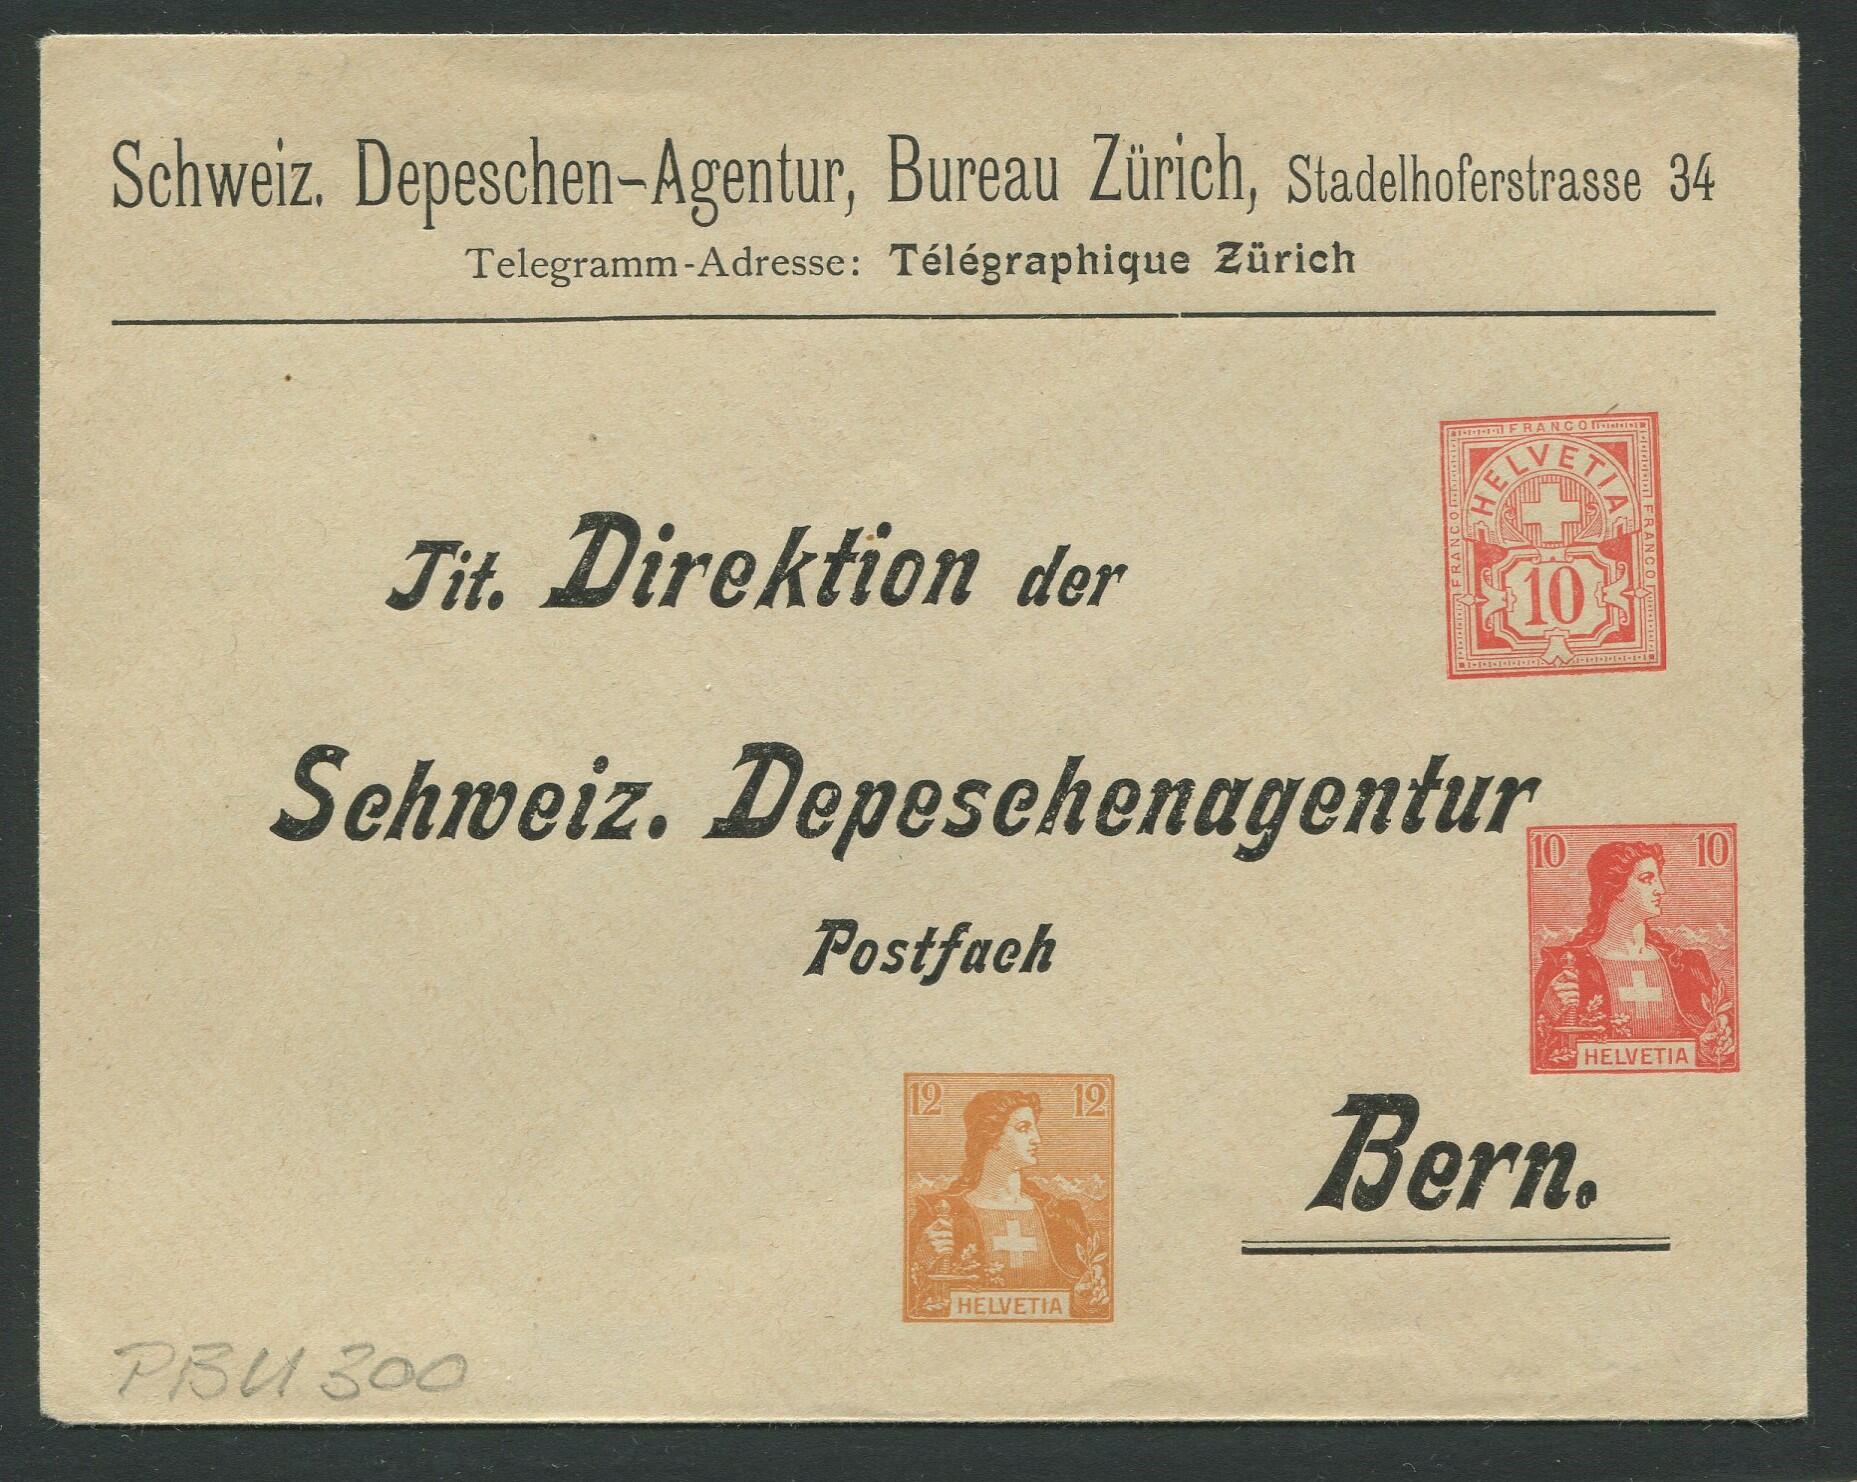 Schweiz. Depeschen-Agentur, Bureau Zürich, Stadelhoferstrasse 34
Telegramm-Adresse: Télégraphique Zürich
FRANCO
FRANCO
FRANCO
HELVETIA
10
Tit. Direktion der
Schweiz. Depeschenagentur
10 10
HELVETIA
Postfach
12 12
HELVETIA
Bern.
PBU 300